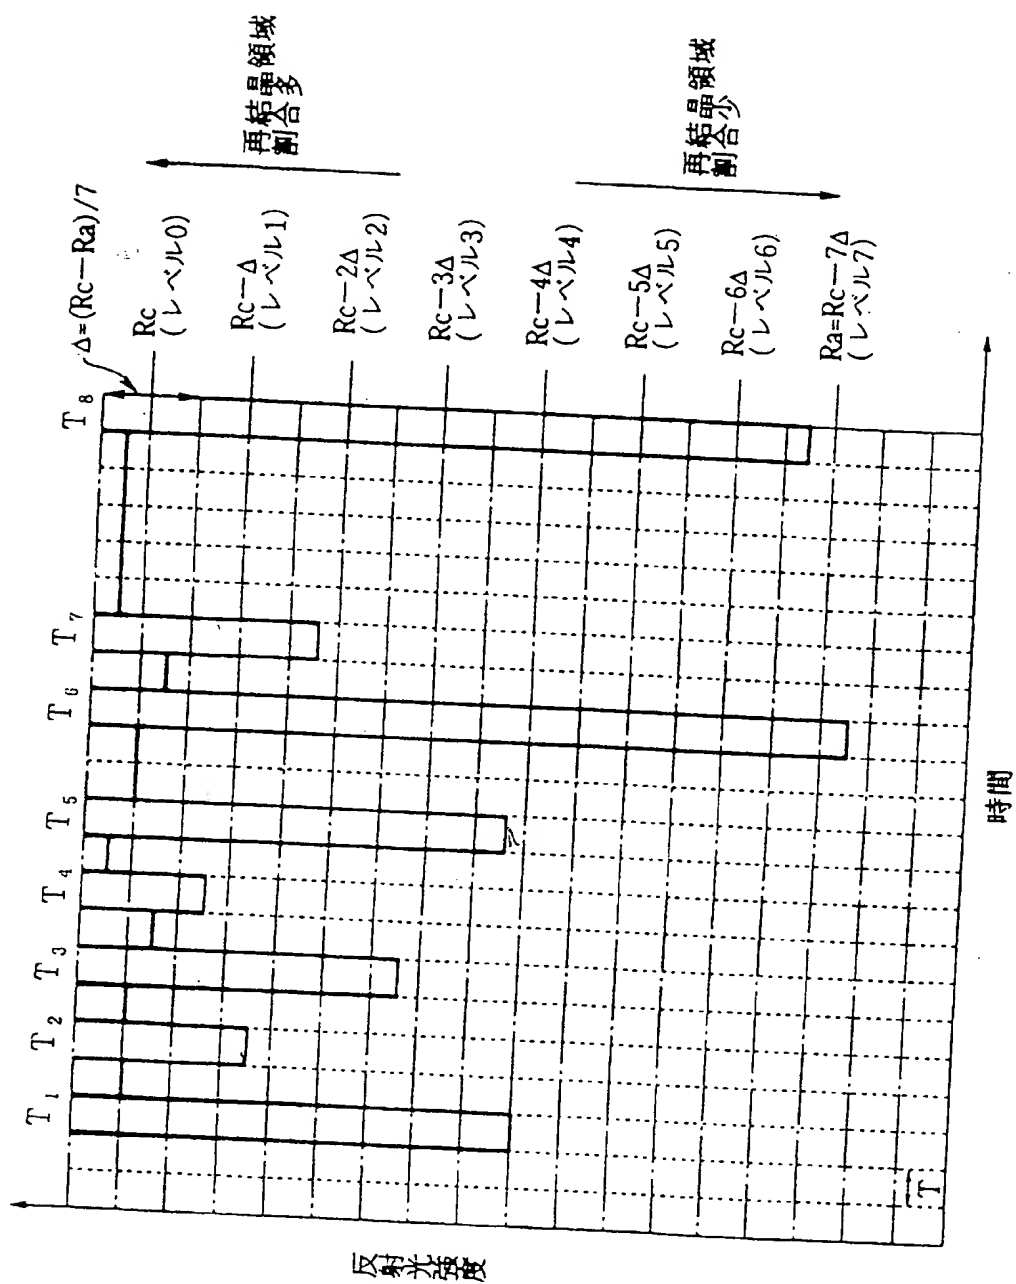 Δ=(Rc−Ra)/7
T₁
T₂
T₃
T₄
T₅
T₆
T₇
T₈
Rc
(レベル0)
Rc−Δ
(レベル1)
Rc−2Δ
(レベル2)
Rc−3Δ
(レベル3)
Rc−4Δ
(レベル4)
Rc−5Δ
(レベル5)
Rc−6Δ
(レベル6)
Ra=Rc−7Δ
(レベル7)
再結晶領域
割合多
再結晶領域
割合少
反射光強度
T
時間